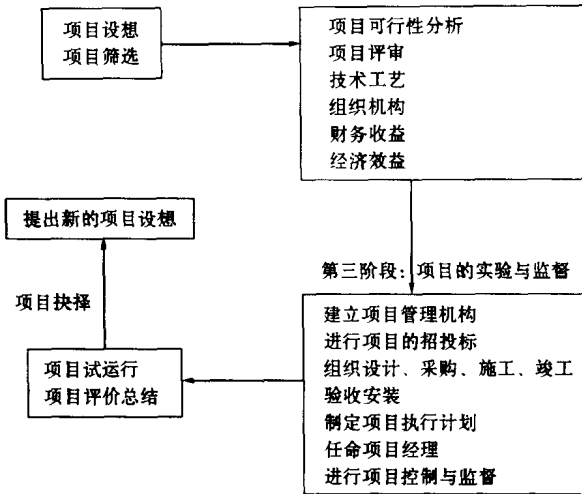 项目设想
项目筛选
项目可行性分析
项目评审
技术工艺
组织机构
财务收益
经济效益
第三阶段：项目的实验与监督
建立项目管理机构
进行项目的招投标
组织设计、采购、施工、竣工
验收安装
制定项目执行计划
任命项目经理
进行项目控制与监督
项目试运行
项目评价总结
项目抉择
提出新的项目设想